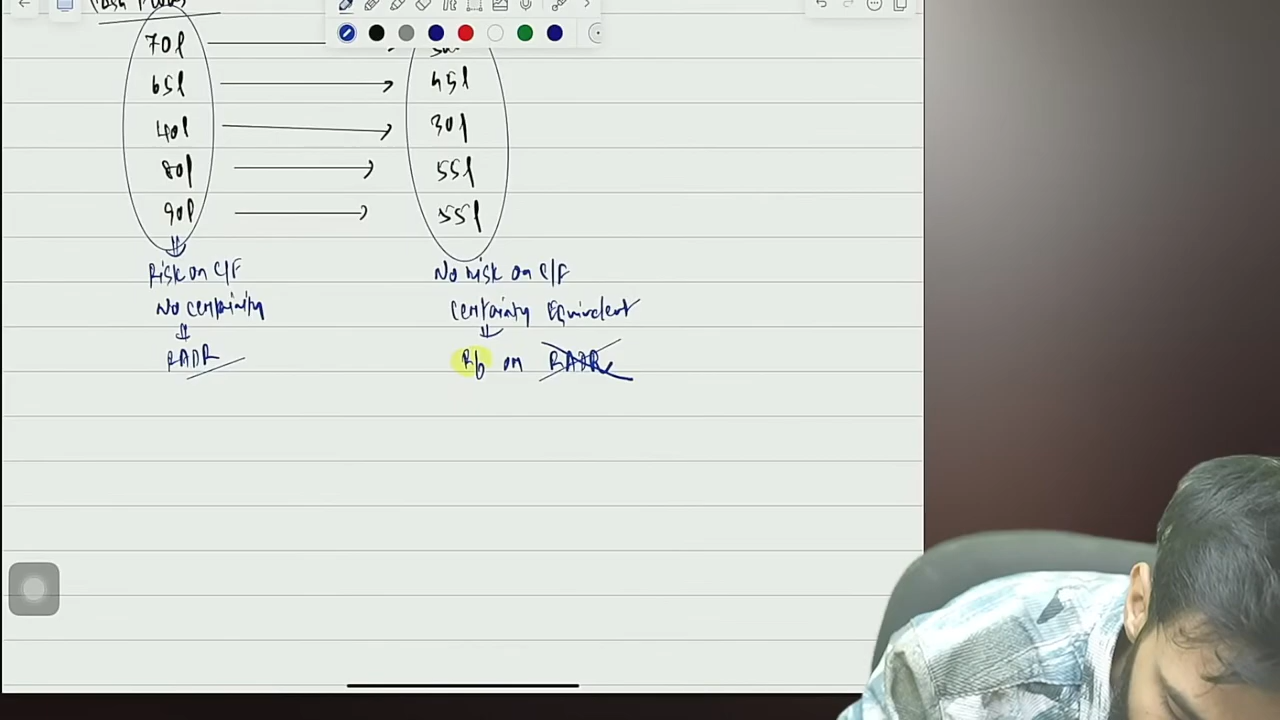 70l
65l 45l
40l 30l
80l 55l
90l 55l
Risk on C/F No risk on C/F
No certainity Certainty Equivalent
RADR Rf on RADR